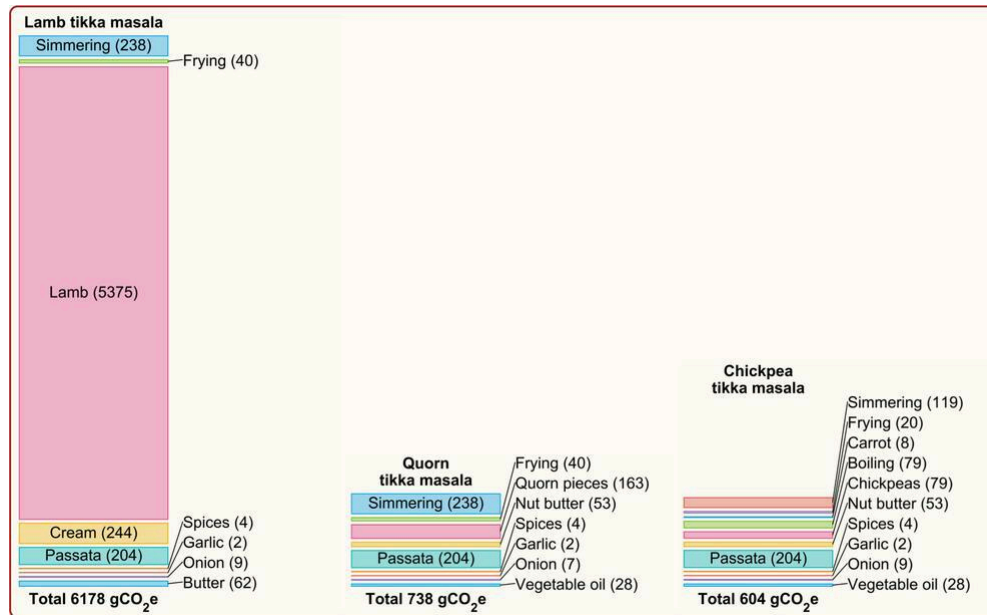 Lamb tikka masala
Simmering (238)
Frying (40)
Lamb (5375)
Cream (244)
Passata (204)
Spices (4)
Garlic (2)
Onion (9)
Butter (62)
Total 6178 gCO₂e
Quorn
tikka masala
Simmering (238)
Frying (40)
Quorn pieces (163)
Nut butter (53)
Passata (204)
Spices (4)
Garlic (2)
Onion (7)
Vegetable oil (28)
Total 738 gCO₂e
Chickpea
tikka masala
Simmering (119)
Frying (20)
Carrot (8)
Boiling (79)
Chickpeas (79)
Nut butter (53)
Passata (204)
Spices (4)
Garlic (2)
Onion (9)
Vegetable oil (28)
Total 604 gCO₂e